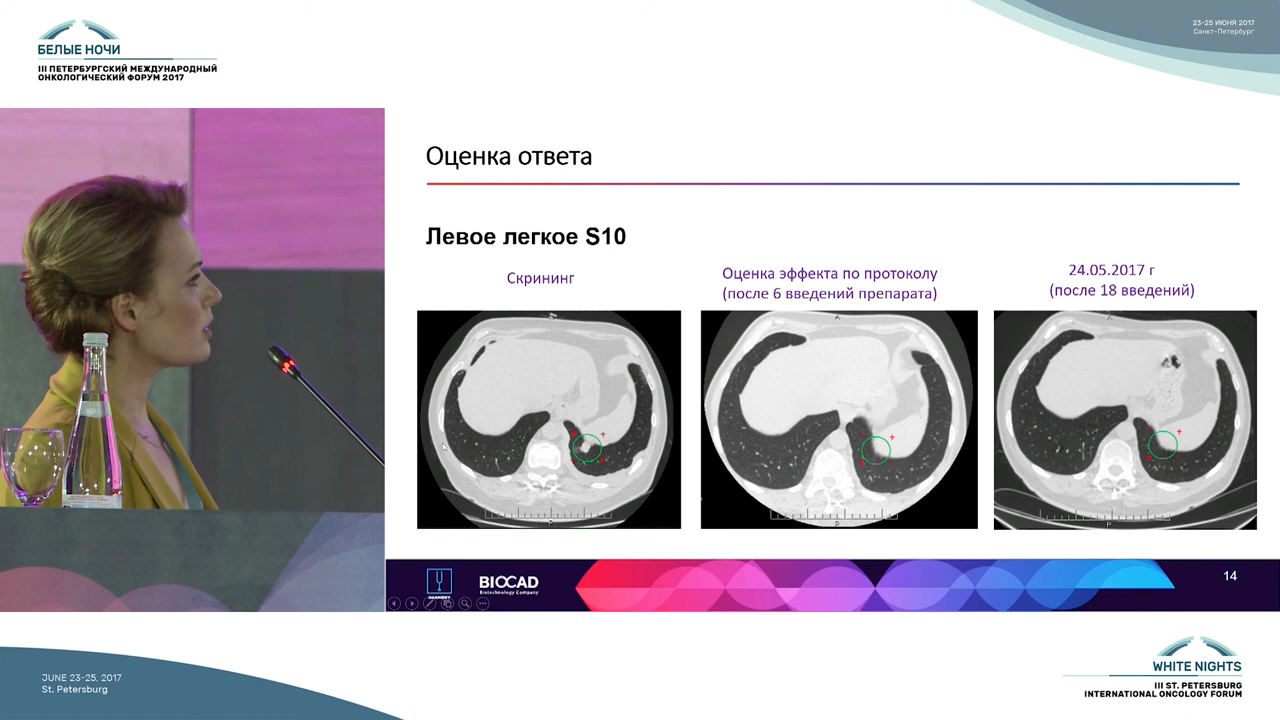 БЕЛЫЕ НОЧИ
III ПЕТЕРБУРГСКИЙ МЕЖДУНАРОДНЫЙ
ОНКОЛОГИЧЕСКИЙ ФОРУМ 2017
23-25 ИЮНЯ 2017
Санкт-Петербург
Оценка ответа
Левое легкое S10
Скрининг
Оценка эффекта по протоколу
(после 6 введений препарата)
24.05.2017 г
(после 18 введений)
BIOCAD
Biotechnology Company
14
JUNE 23-25, 2017
St. Petersburg
WHITE NIGHTS
III ST. PETERSBURG
INTERNATIONAL ONCOLOGY FORUM